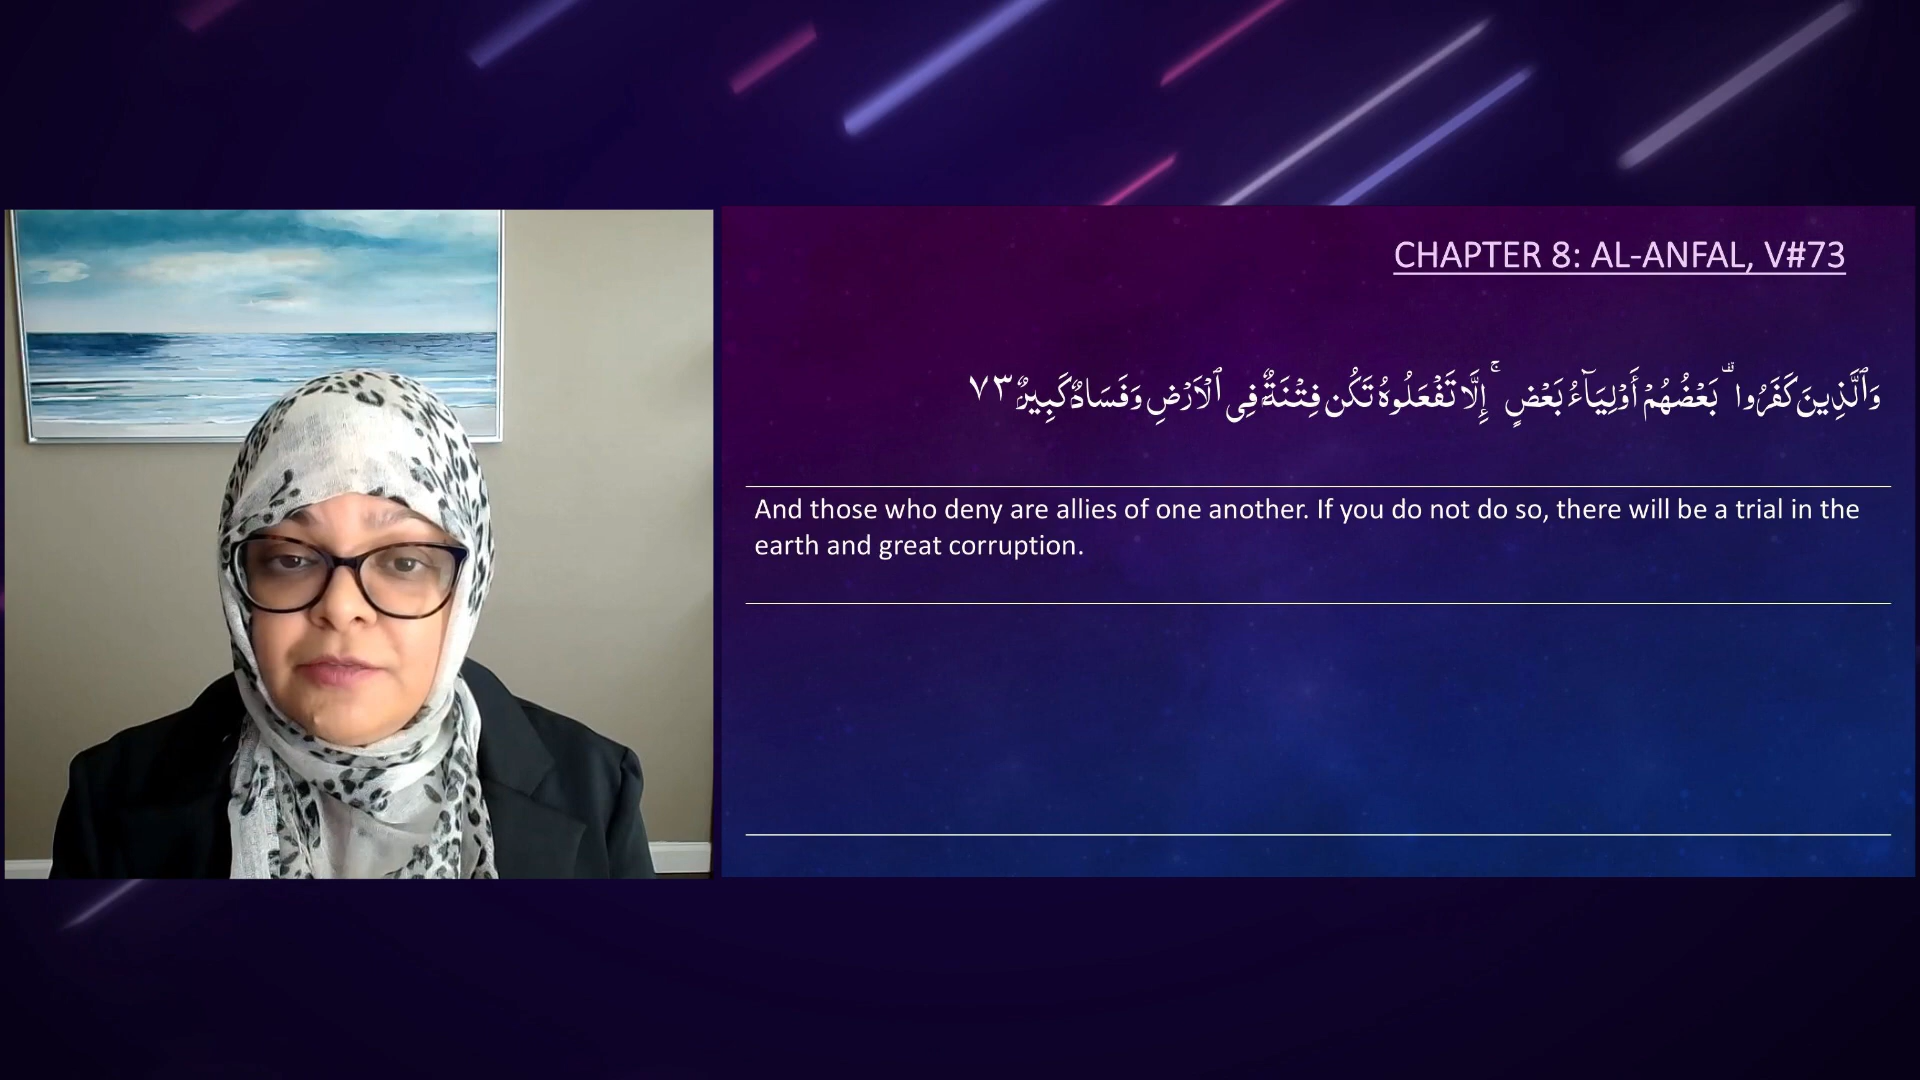 CHAPTER 8: AL-ANFAL, V#73
وَٱلَّذِينَ كَفَرُوا۟ بَعْضُهُمْ أَوْلِيَآءُ بَعْضٍ ۚ إِلَّا تَفْعَلُوهُ تَكُن فِتْنَةٌ فِى ٱلْأَرْضِ وَفَسَادٌ كَبِيرٌ ٧٣
And those who deny are allies of one another. If you do not do so, there will be a trial in the
earth and great corruption.